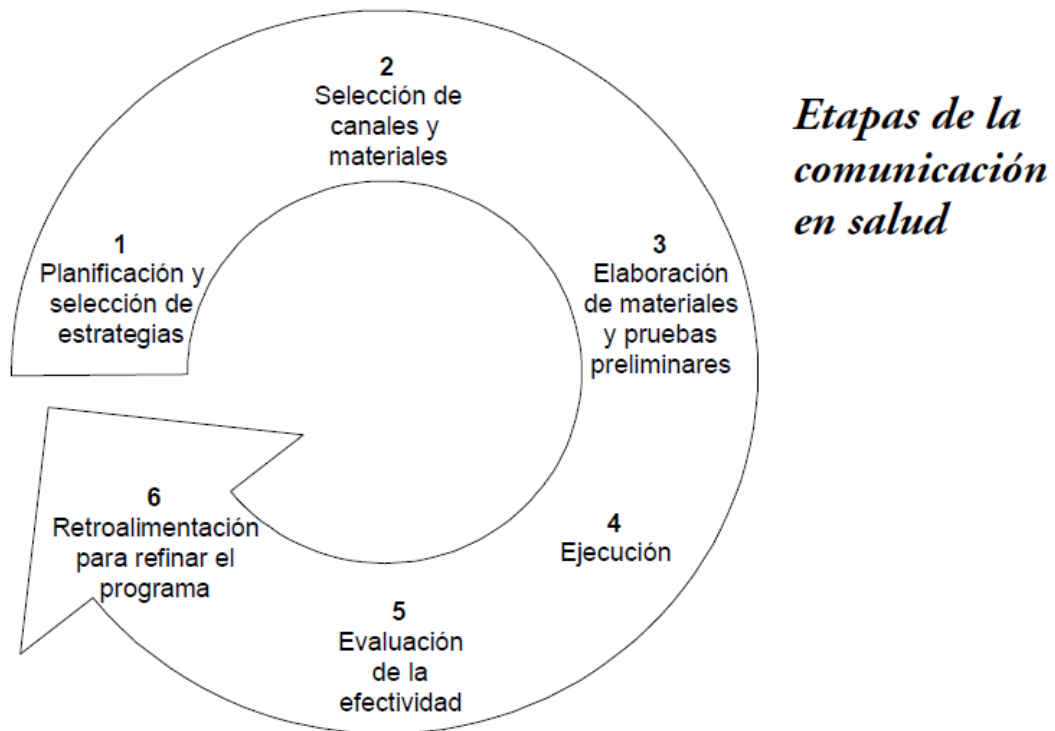 Etapas de la
comunicación
en salud
1
Planificación y
selección de
estrategias
2
Selección de
canales y
materiales
3
Elaboración
de materiales
y pruebas
preliminares
4
Ejecución
5
Evaluación
de la
efectividad
6
Retroalimentación
para refinar el
programa